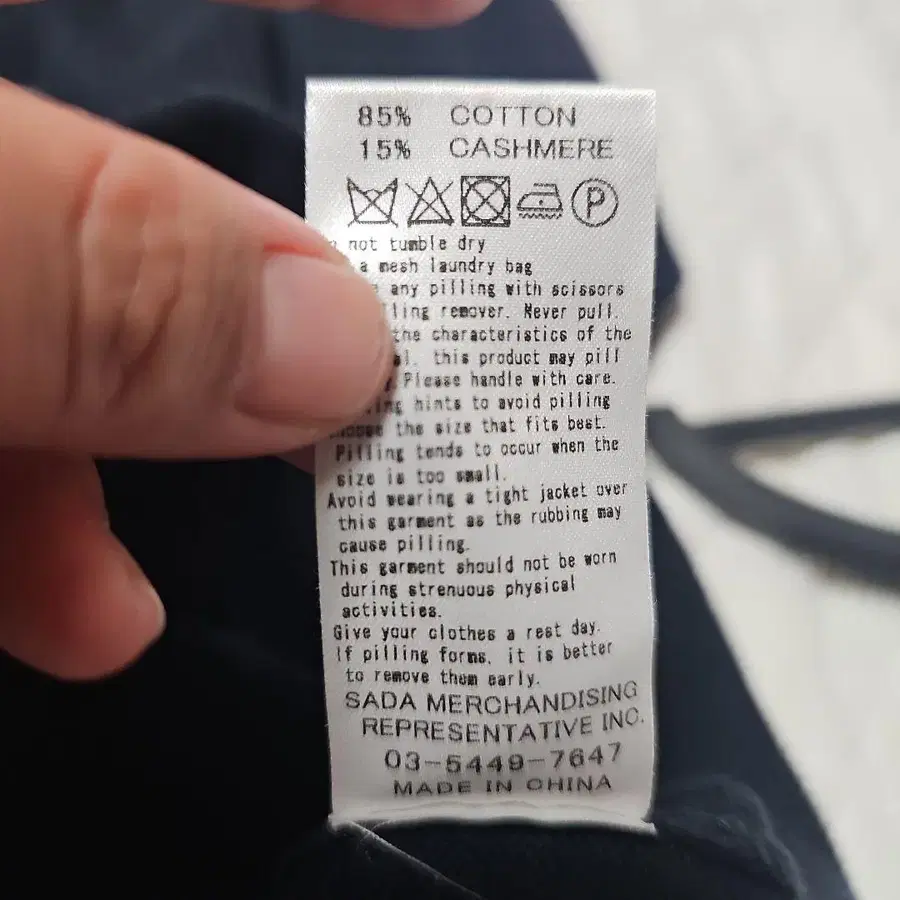 85% COTTON
15% CASHMERE
P
not tumble dry
a mesh laundry bag
any pilling with scissors
remover. Never pull.
the characteristics of the
this product may pill
Please handle with care.
hints to avoid pilling
the size that fits best.
Pilling tends to occur when the
size is too small.
Avoid wearing a tight jacket over
this garment as the rubbing may
cause pilling.
This garment should not be worn
during strenuous physical
activities.
Give your clothes a rest day.
If pilling forms, it is better
to remove them early.
SADA MERCHANDISING
REPRESENTATIVE INC.
03-5449-7647
MADE IN CHINA